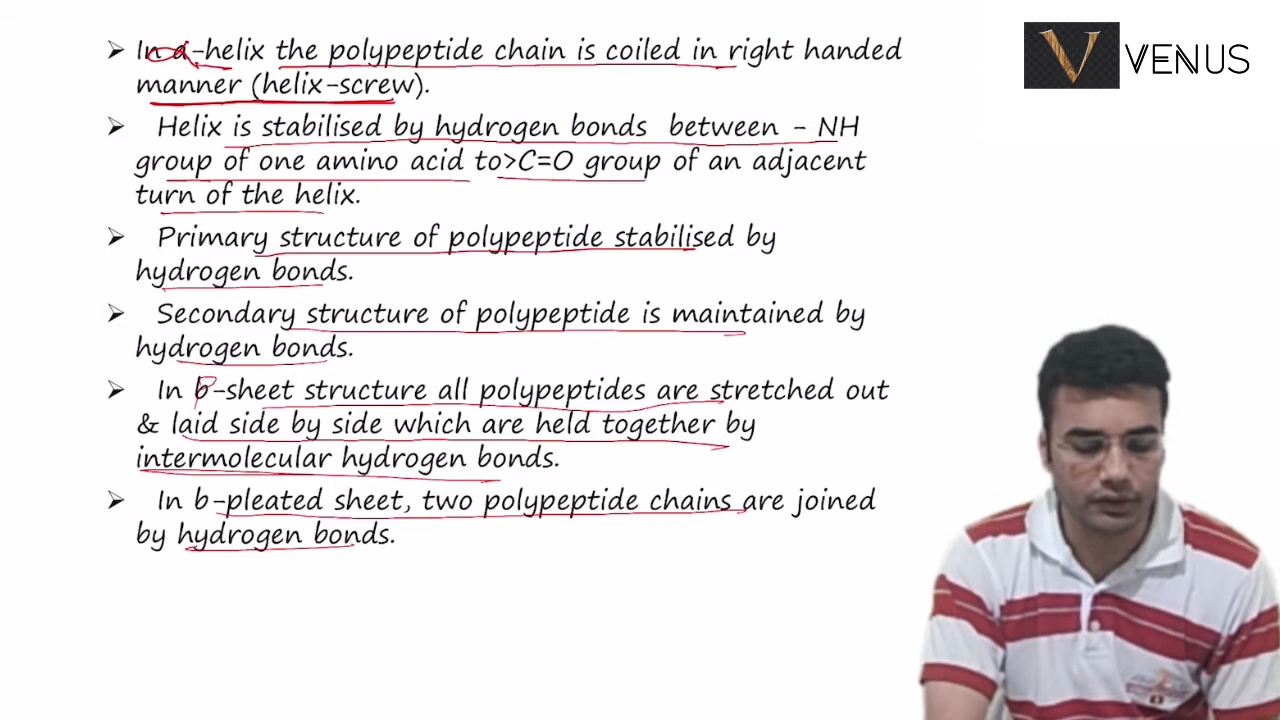 ➢ In a-helix the polypeptide chain is coiled in right handed
manner (helix-screw).
➢ Helix is stabilised by hydrogen bonds between - NH
group of one amino acid to>C=O group of an adjacent
turn of the helix.
➢ Primary structure of polypeptide stabilised by
hydrogen bonds.
➢ Secondary structure of polypeptide is maintained by
hydrogen bonds.
➢ In b-sheet structure all polypeptides are stretched out
& laid side by side which are held together by
intermolecular hydrogen bonds.
➢ In b-pleated sheet, two polypeptide chains are joined
by hydrogen bonds.
V VENUS